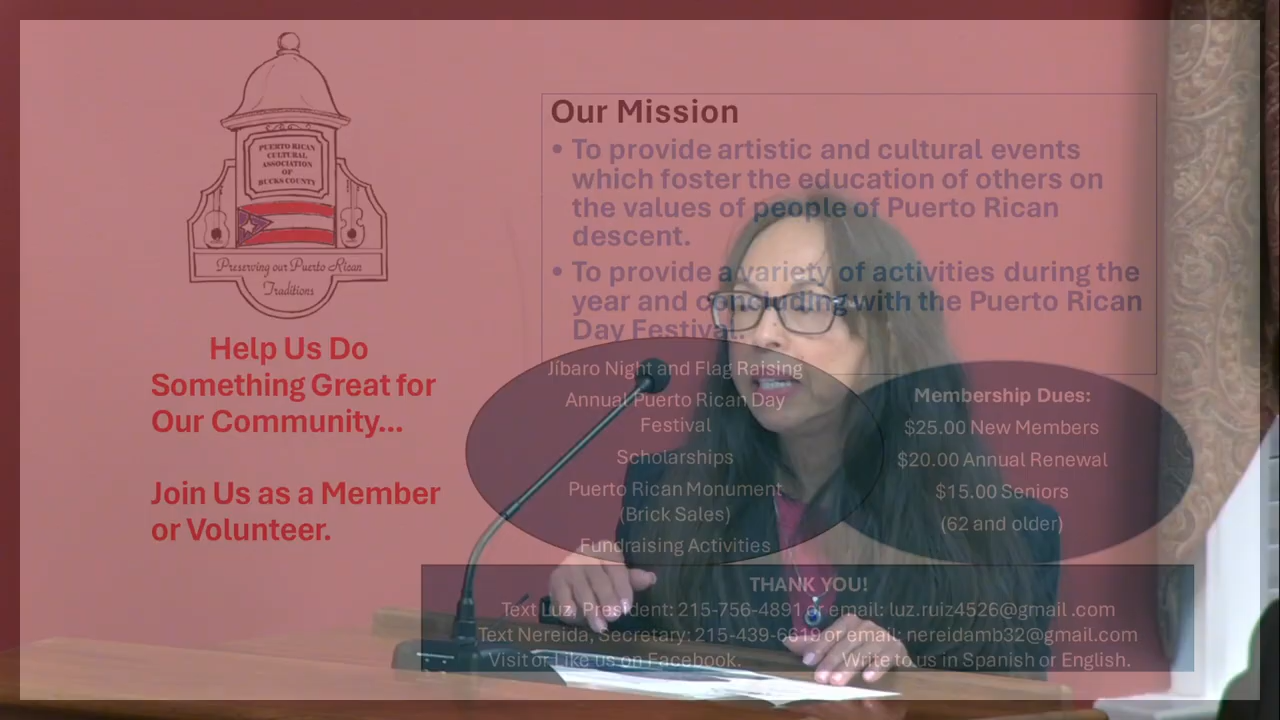 PUERTO RICAN
CULTURAL
ASSOCIATION
OF
BUCKS COUNTY
Preserving our Puerto Rican
Traditions
Help Us Do
Something Great for
Our Community...
Join Us as a Member
or Volunteer.
Our Mission
• To provide artistic and cultural events
which foster the education of others on
the values of people of Puerto Rican
descent.
• To provide a variety of activities during the
year and concluding with the Puerto Rican
Day Festival.
Jíbaro Night and Flag Raising
Annual Puerto Rican Day
Festival
Scholarships
Puerto Rican Monument
(Brick Sales)
Fundraising Activities
Membership Dues:
$25.00 New Members
$20.00 Annual Renewal
$15.00 Seniors
(62 and older)
THANK YOU!
Text Luz, President: 215-756-4891 or email: luz.ruiz4526@gmail.com
Text Nereida, Secretary: 215-439-6619 or email: nereidamb32@gmail.com
Visit or Like us on Facebook. Write to us in Spanish or English.